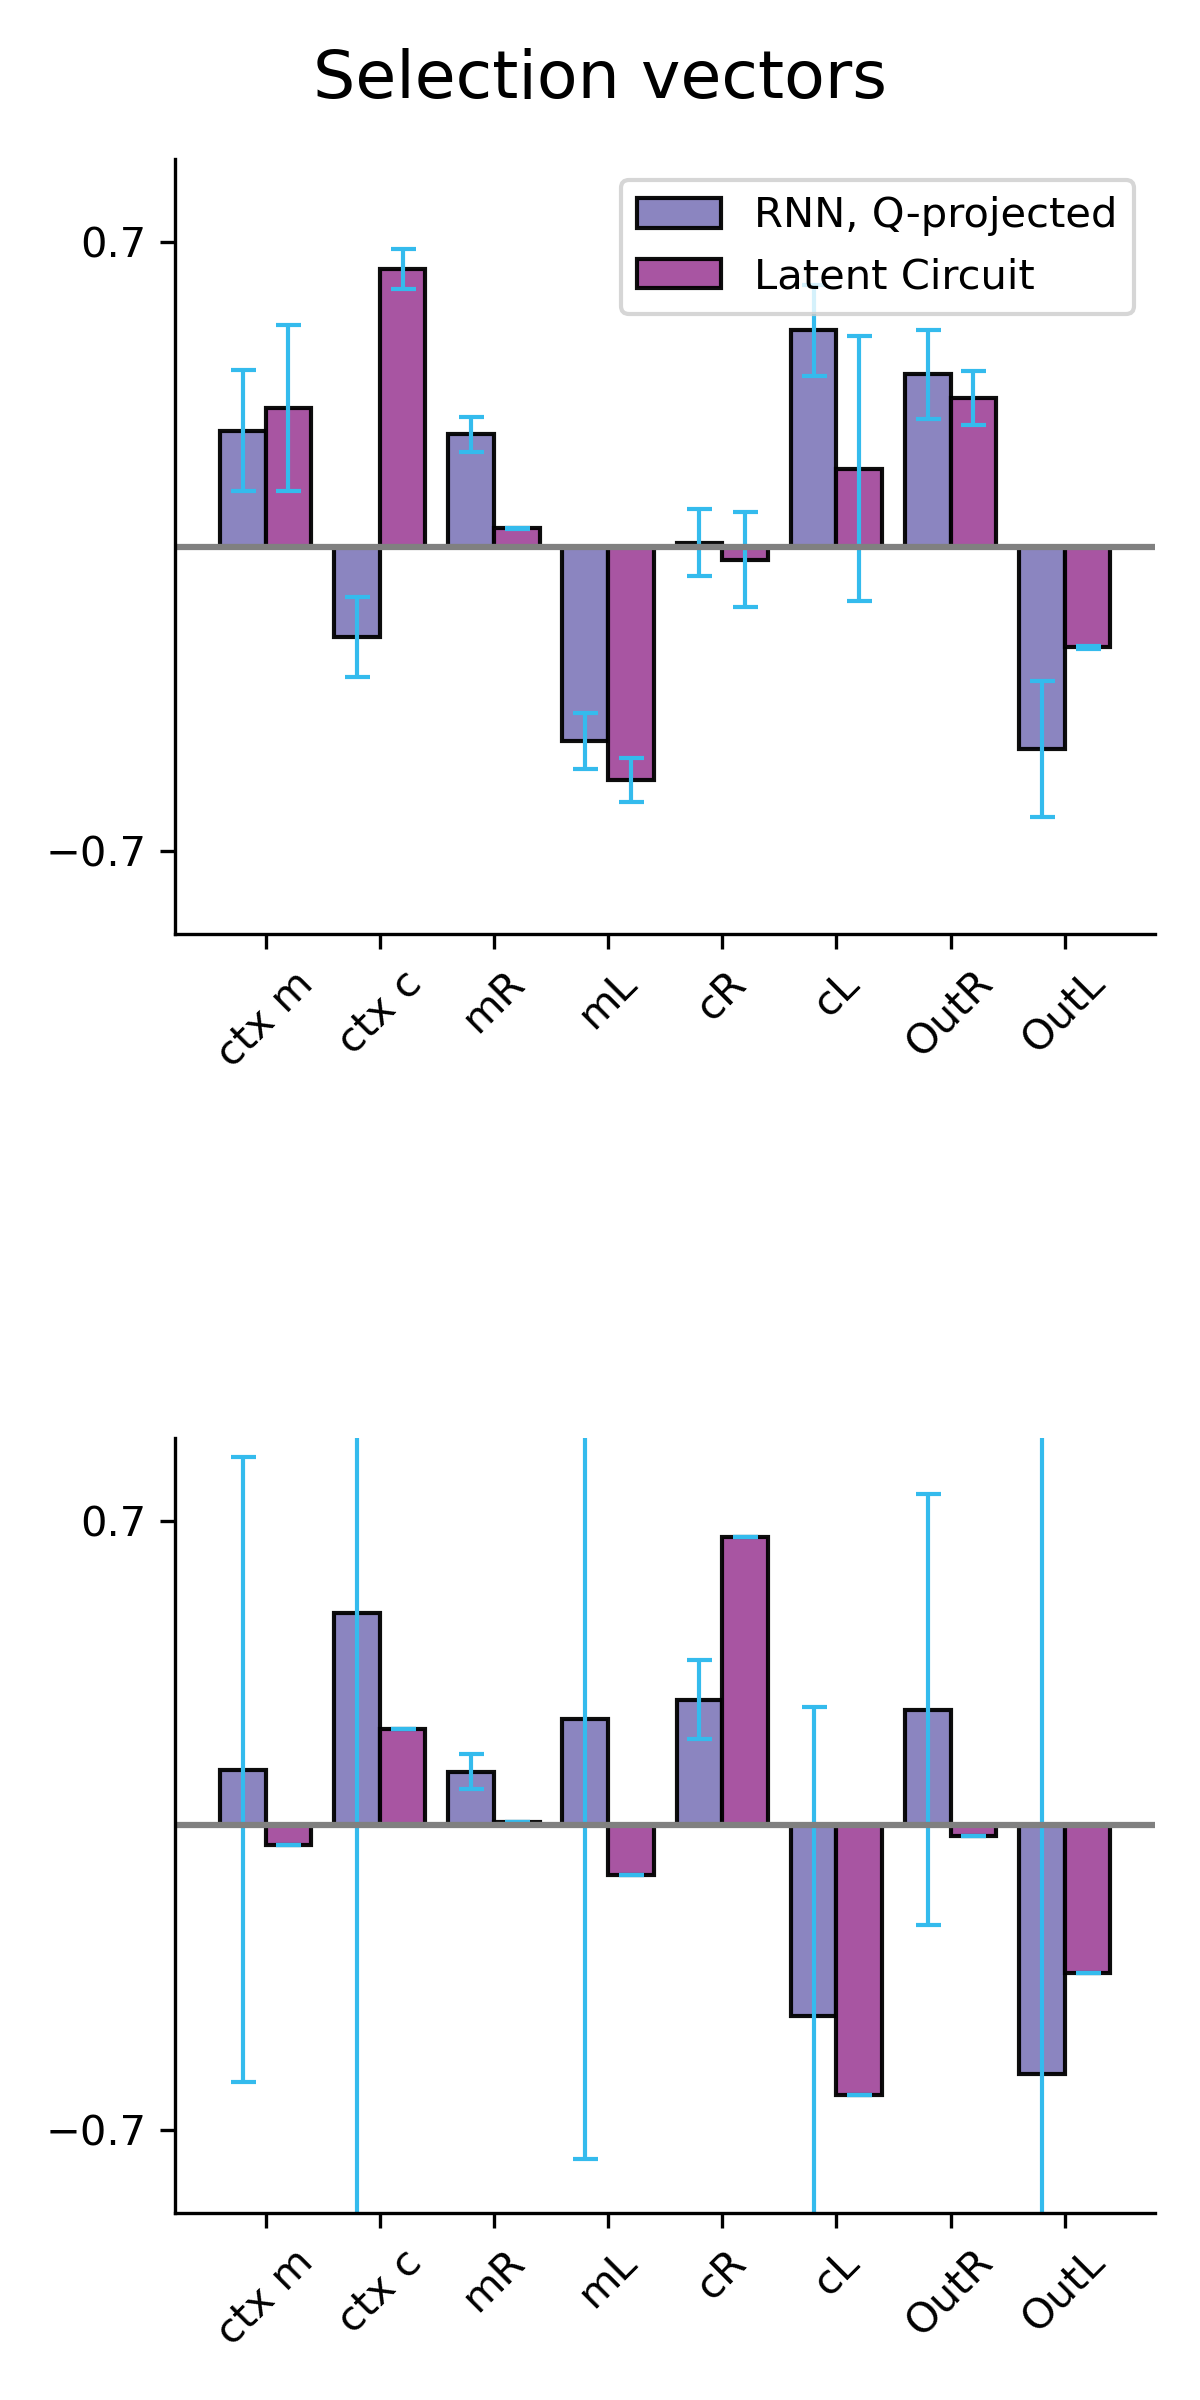 Selection vectors
RNN, Q-projected
Latent Circuit
0.7
−0.7
ctx m
ctx c
mR
mL
cR
cL
OutR
OutL
0.7
−0.7
ctx m
ctx c
mR
mL
cR
cL
OutR
OutL